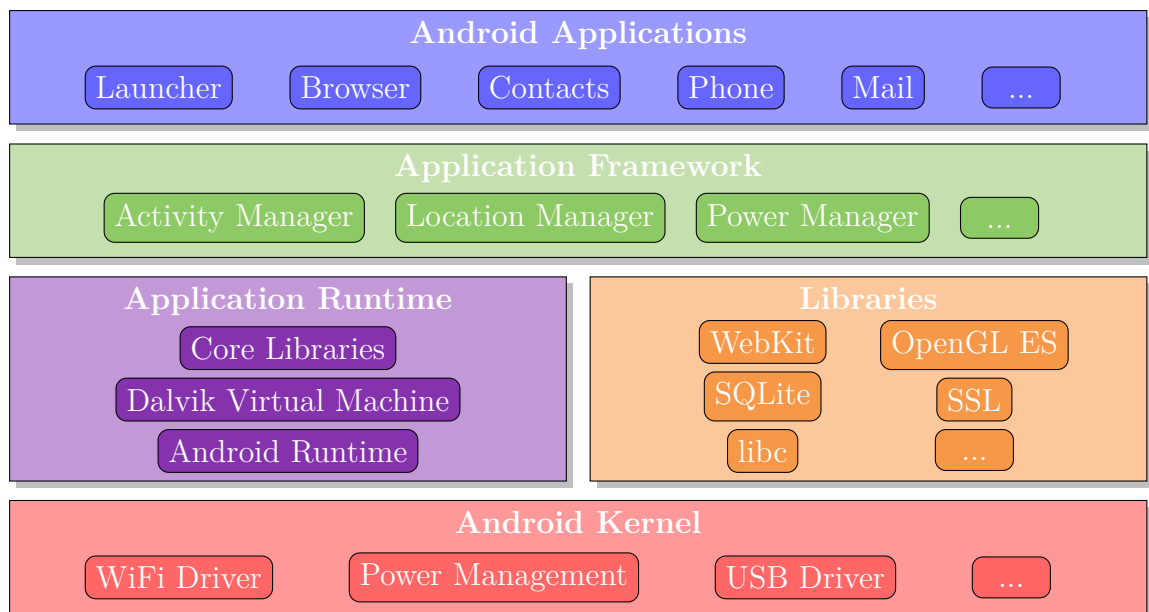 Android Applications
Launcher Browser Contacts Phone Mail ...
Application Framework
Activity Manager Location Manager Power Manager ...
Application Runtime
Core Libraries
Dalvik Virtual Machine
Android Runtime
Libraries
WebKit OpenGL ES
SQLite SSL
libc ...
Android Kernel
WiFi Driver Power Management USB Driver ...